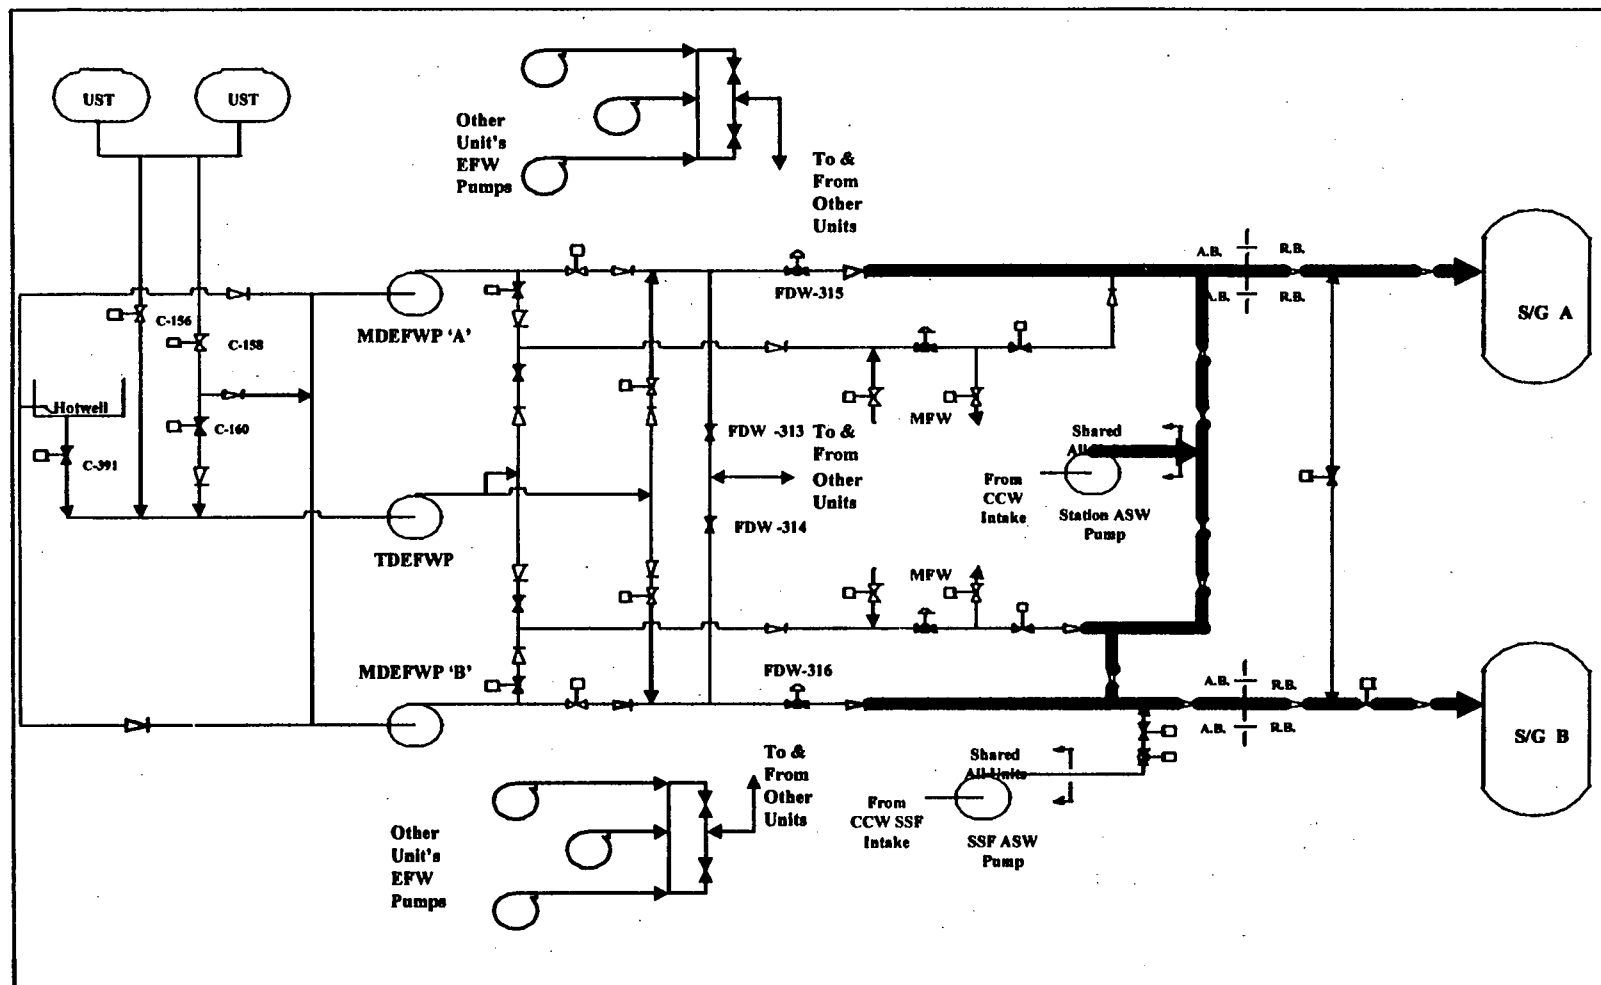 UST
UST
Other
Unit's
EFW
Pumps
To &
From
Other
Units
A.B.
R.B.
A.B.
R.B.
S/G A
FDW-315
C-156
MDEFWP 'A'
C-158
Hotwell
C-160
C-391
MFW
FDW -313
To &
From
Other
Units
Shared
From
CCW
Intake
Station ASW
Pump
FDW -314
TDEFWP
MFW
MDEFWP 'B'
FDW-316
A.B.
R.B.
A.B.
R.B.
S/G B
To &
From
Other
Units
Shared
All Units
From
CCW SSF
Intake
SSF ASW
Pump
Other
Unit's
EFW
Pumps